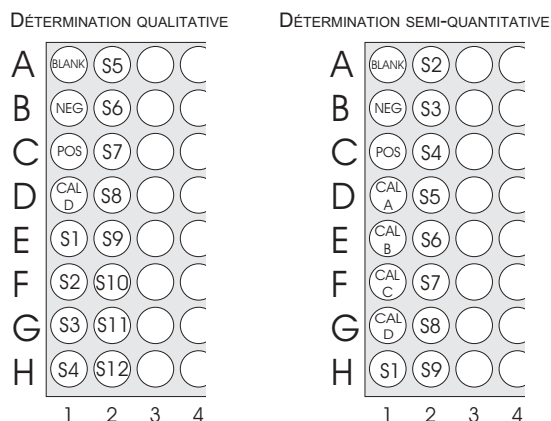 DÉTERMINATION QUALITATIVE
A BLANK S5
B NEG S6
C POS S7
D CAL D S8
E S1 S9
F S2 S10
G S3 S11
H S4 S12
1 2 3 4
DÉTERMINATION SEMI-QUANTITATIVE
A BLANK S2
B NEG S3
C POS S4
D CAL A S5
E CAL B S6
F CAL C S7
G CAL D S8
H S1 S9
1 2 3 4